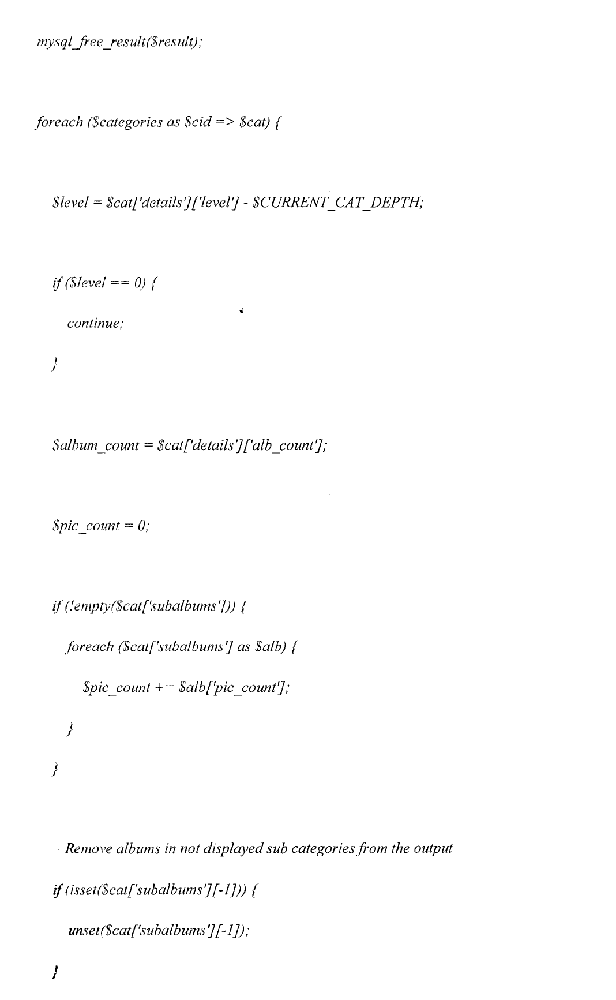 mysql_free_result($result);
foreach ($categories as $cid => $cat) {
$level = $cat['details']['level'] - $CURRENT_CAT_DEPTH;
if ($level == 0) {
continue;
}
$album_count = $cat['details']['alb_count'];
$pic_count = 0;
if (!empty($cat['subalbums'])) {
foreach ($cat['subalbums'] as $alb) {
$pic_count += $alb['pic_count'];
}
}
Remove albums in not displayed sub categories from the output
if (isset($cat['subalbums'][-1])) {
unset($cat['subalbums'][-1]);
}